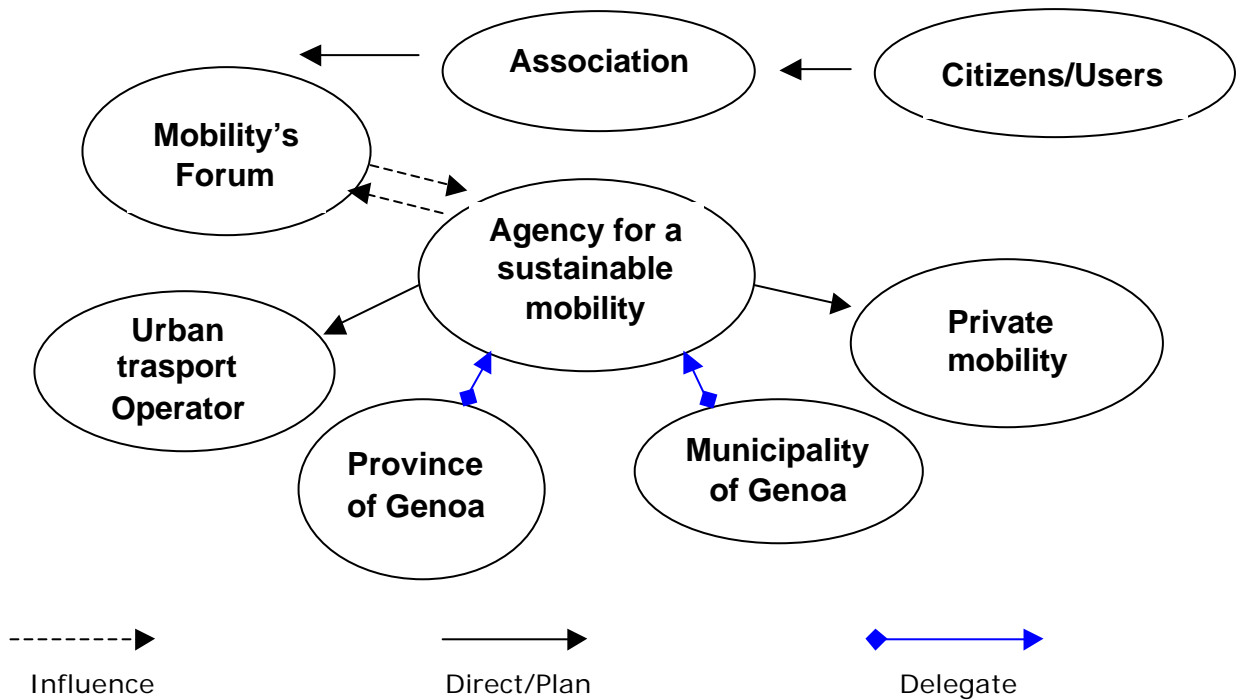 Association
Citizens/Users
Mobility's
Forum
Agency for a
sustainable
mobility
Urban
trasport
Operator
Private
mobility
Province
of Genoa
Municipality
of Genoa
Influence
Direct/Plan
Delegate